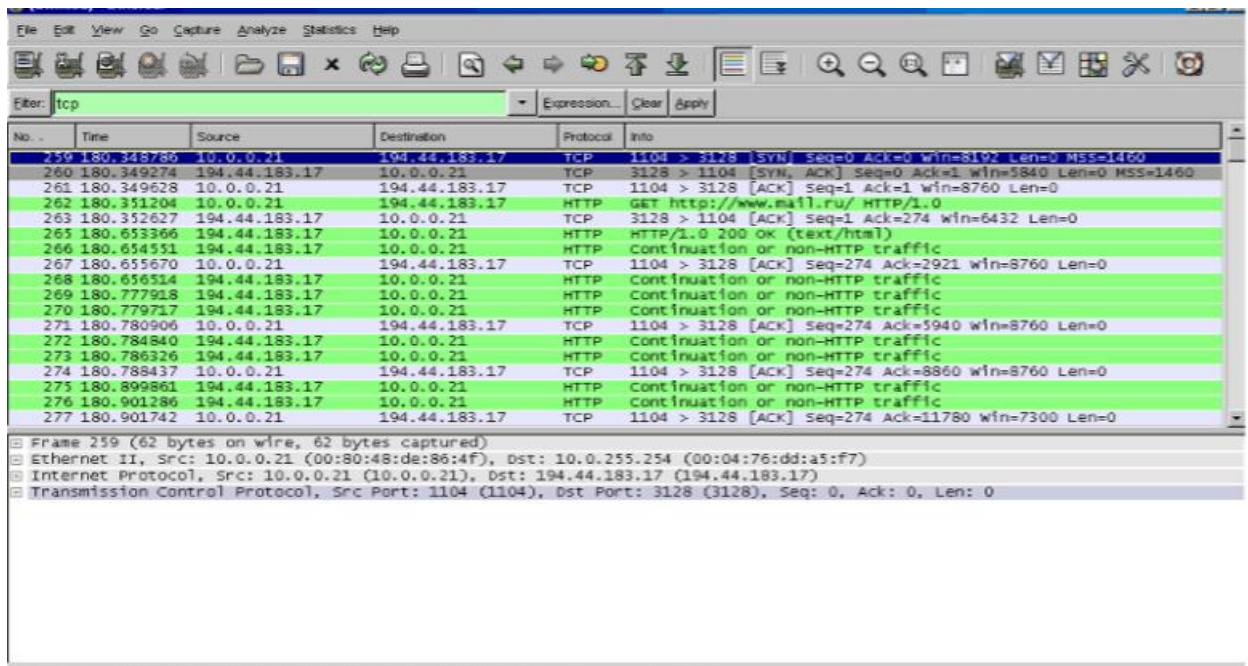 File Edit View Go Capture Analyze Statistics Help
Filter: tcp Expression... Clear Apply
No. . Time Source Destination Protocol Info
259 180.348786 10.0.0.21 194.44.183.17 TCP 1104 > 3128 [SYN] Seq=0 Ack=0 Win=8192 Len=0 MSS=1460
260 180.349274 194.44.183.17 10.0.0.21 TCP 3128 > 1104 [SYN, ACK] Seq=0 Ack=1 Win=5840 Len=0 MSS=1460
261 180.349628 10.0.0.21 194.44.183.17 TCP 1104 > 3128 [ACK] Seq=1 Ack=1 Win=8760 Len=0
262 180.351204 10.0.0.21 194.44.183.17 HTTP GET http://www.mail.ru/ HTTP/1.0
263 180.352627 194.44.183.17 10.0.0.21 TCP 3128 > 1104 [ACK] Seq=1 Ack=274 Win=6432 Len=0
265 180.653366 194.44.183.17 10.0.0.21 HTTP HTTP/1.0 200 OK (text/html)
266 180.654551 194.44.183.17 10.0.0.21 HTTP Continuation or non-HTTP traffic
267 180.655670 10.0.0.21 194.44.183.17 TCP 1104 > 3128 [ACK] Seq=274 Ack=2921 Win=8760 Len=0
268 180.656514 194.44.183.17 10.0.0.21 HTTP Continuation or non-HTTP traffic
269 180.777918 194.44.183.17 10.0.0.21 HTTP Continuation or non-HTTP traffic
270 180.779717 194.44.183.17 10.0.0.21 HTTP Continuation or non-HTTP traffic
271 180.780906 10.0.0.21 194.44.183.17 TCP 1104 > 3128 [ACK] Seq=274 Ack=5940 Win=8760 Len=0
272 180.784840 194.44.183.17 10.0.0.21 HTTP Continuation or non-HTTP traffic
273 180.786326 194.44.183.17 10.0.0.21 HTTP Continuation or non-HTTP traffic
274 180.788437 10.0.0.21 194.44.183.17 TCP 1104 > 3128 [ACK] Seq=274 Ack=8860 Win=8760 Len=0
275 180.899861 194.44.183.17 10.0.0.21 HTTP Continuation or non-HTTP traffic
276 180.901286 194.44.183.17 10.0.0.21 HTTP Continuation or non-HTTP traffic
277 180.901742 10.0.0.21 194.44.183.17 TCP 1104 > 3128 [ACK] Seq=274 Ack=11780 Win=7300 Len=0
Frame 259 (62 bytes on wire, 62 bytes captured)
Ethernet II, Src: 10.0.0.21 (00:80:48:de:86:4f), Dst: 10.0.255.254 (00:04:76:dd:a5:f7)
Internet Protocol, Src: 10.0.0.21 (10.0.0.21), Dst: 194.44.183.17 (194.44.183.17)
Transmission Control Protocol, Src Port: 1104 (1104), Dst Port: 3128 (3128), Seq: 0, Ack: 0, Len: 0